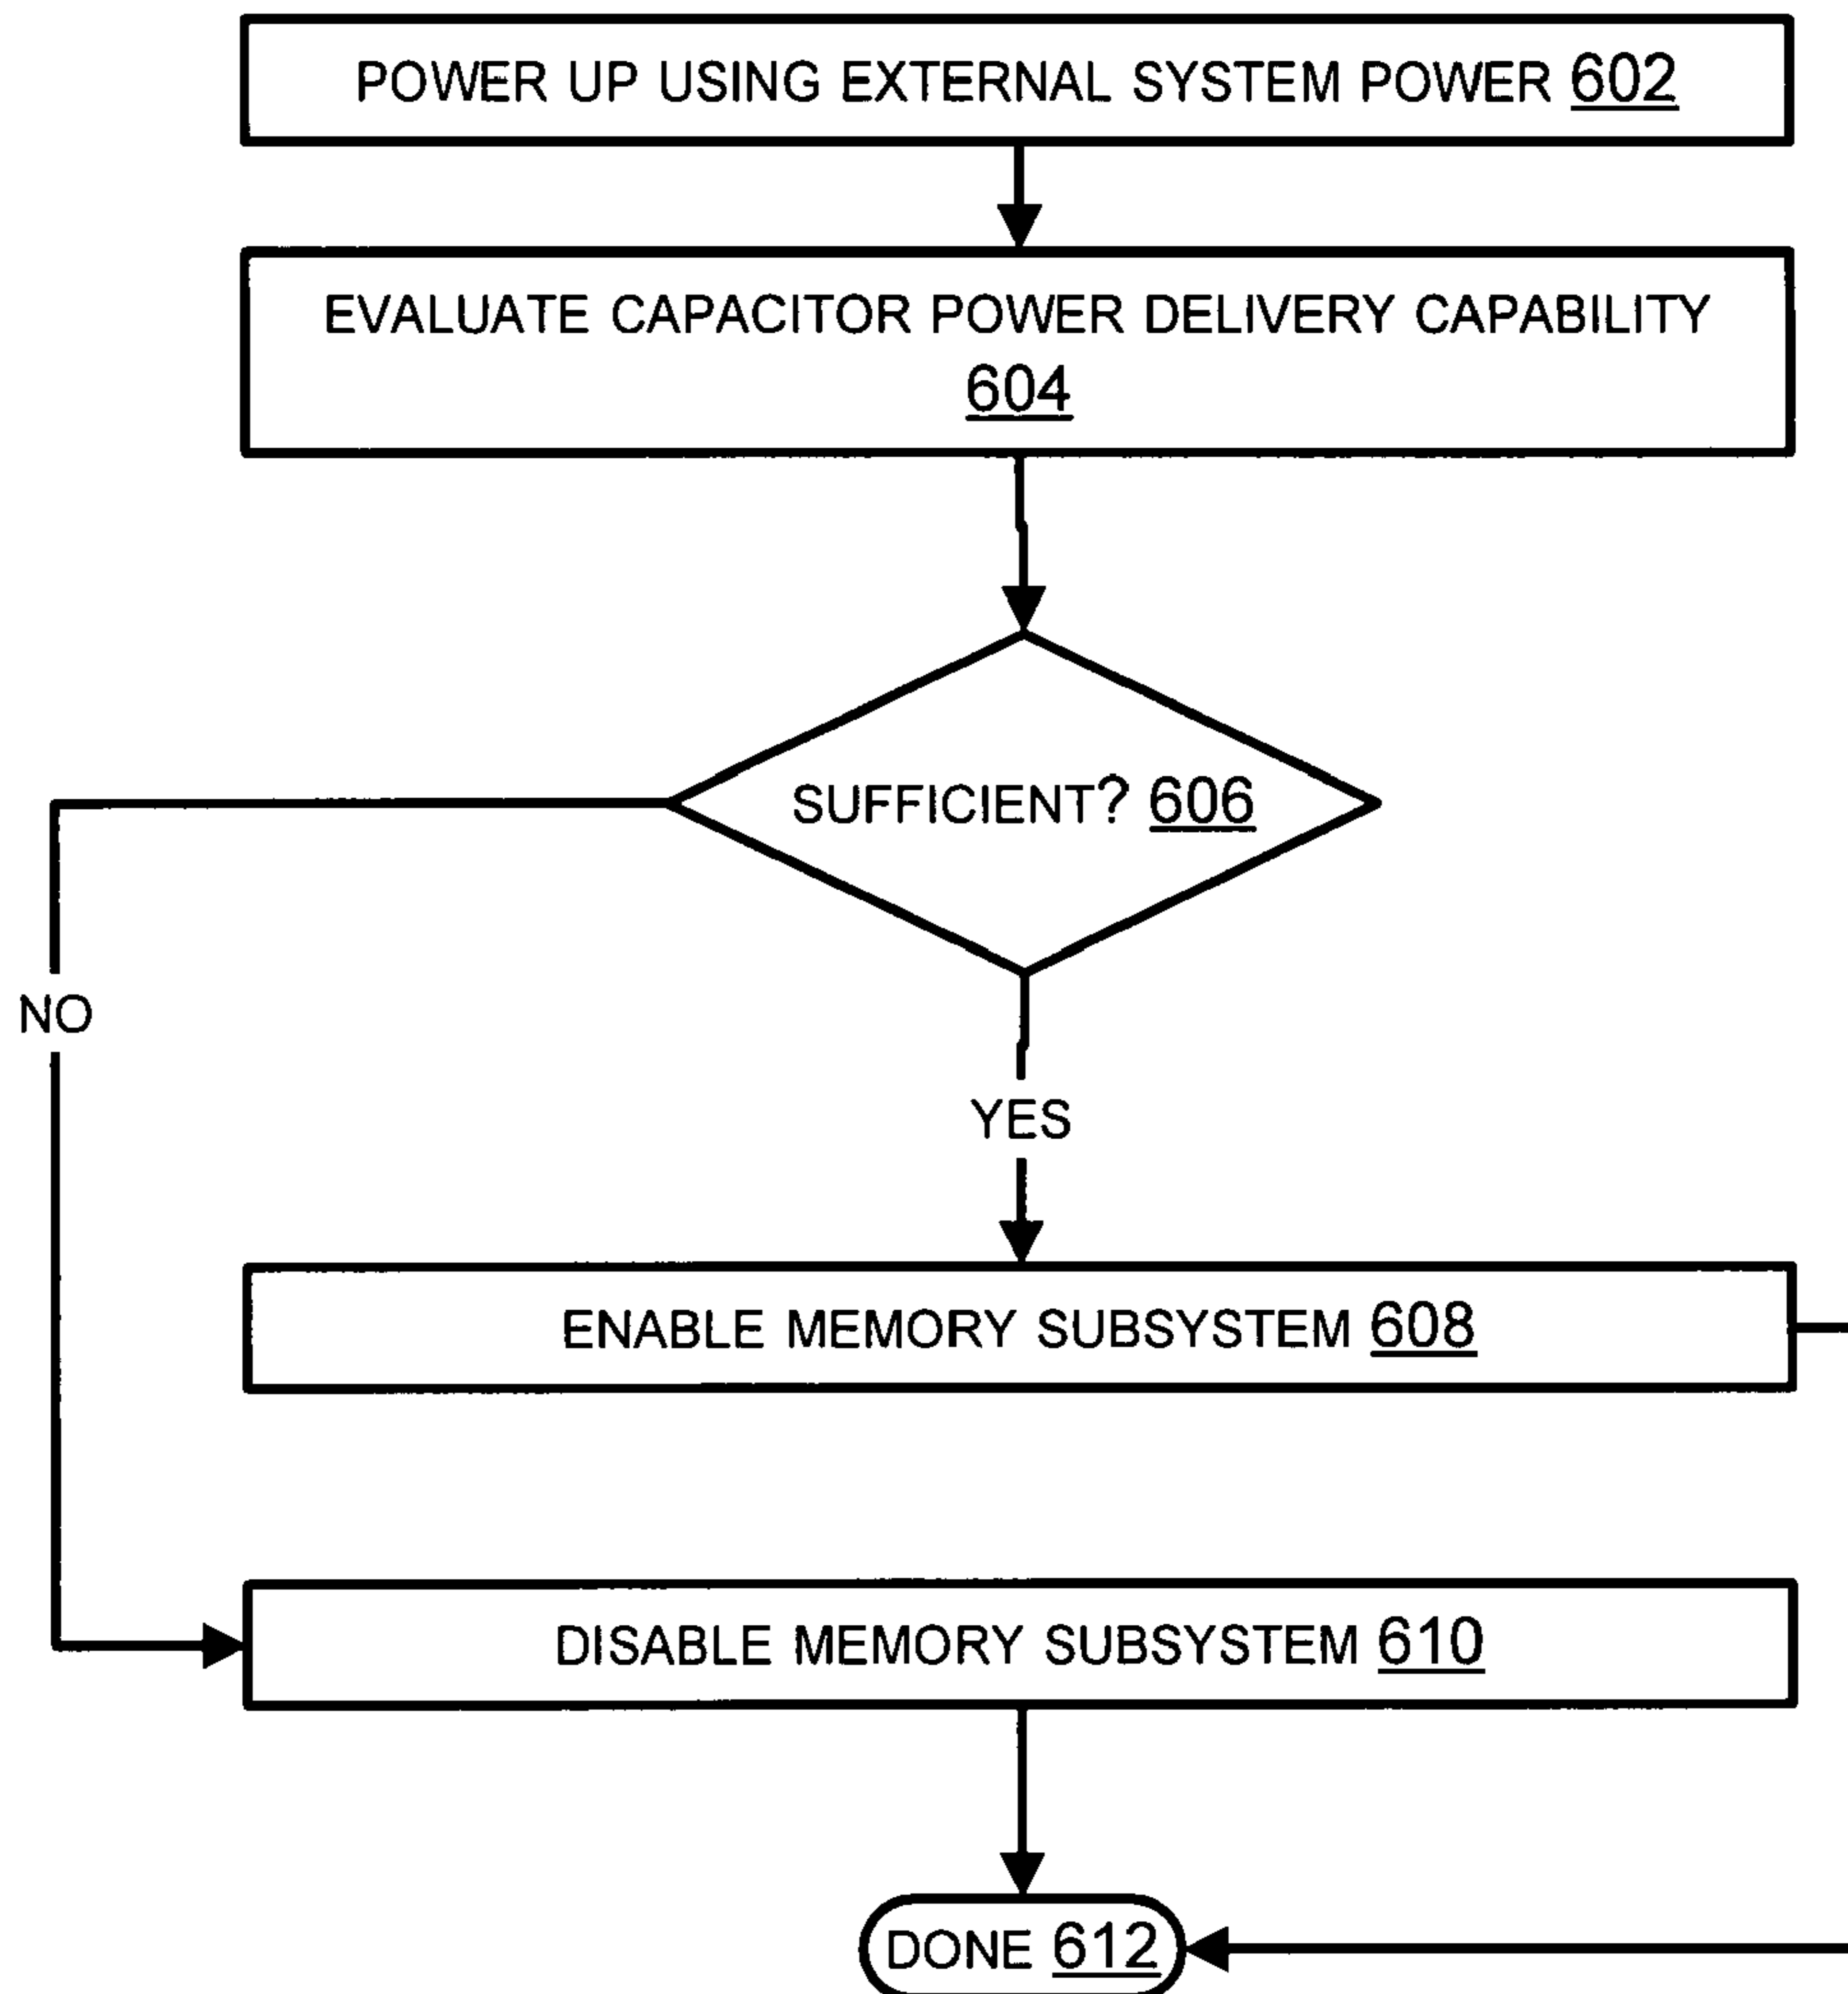 POWER UP USING EXTERNAL SYSTEM POWER 602
EVALUATE CAPACITOR POWER DELIVERY CAPABILITY
604
SUFFICIENT? 606
NO
YES
ENABLE MEMORY SUBSYSTEM 608
DISABLE MEMORY SUBSYSTEM 610
DONE 612